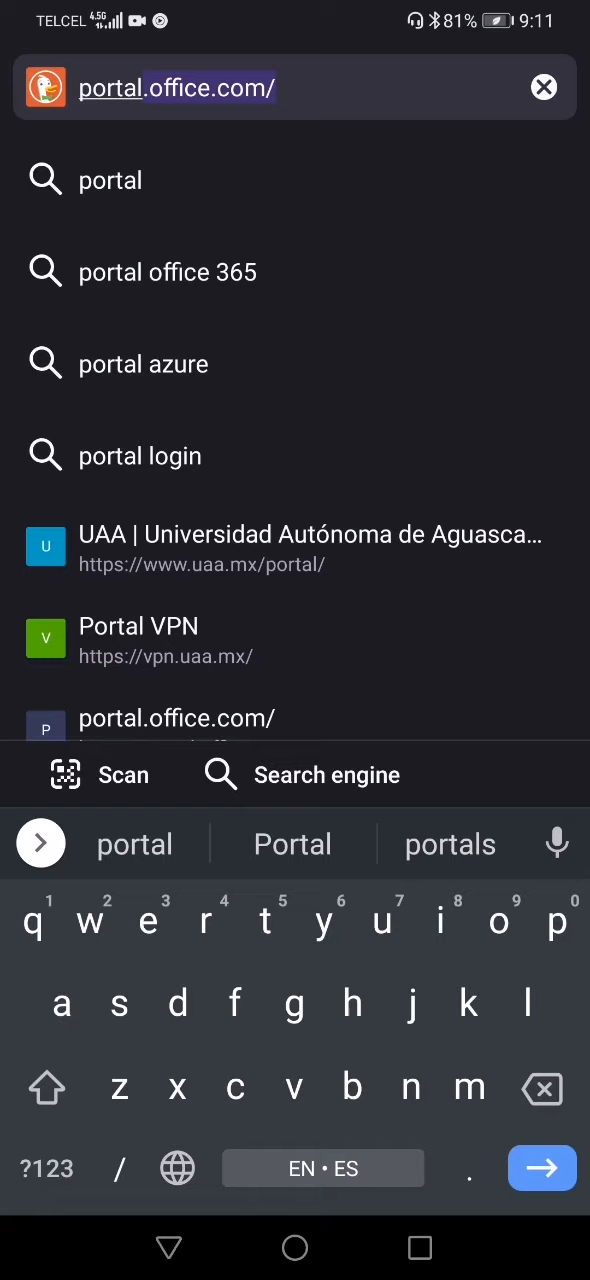 TELCEL 4.5G 81% 9:11
portal.office.com/
portal
portal office 365
portal azure
portal login
U UAA | Universidad Autónoma de Aguasca...
https://www.uaa.mx/portal/
V Portal VPN
https://vpn.uaa.mx/
P portal.office.com/
Scan Search engine
portal Portal portals
1 2 3 4 5 6 7 8 9 0
q w e r t y u i o p
a s d f g h j k l
z x c v b n m
?123 / EN • ES .